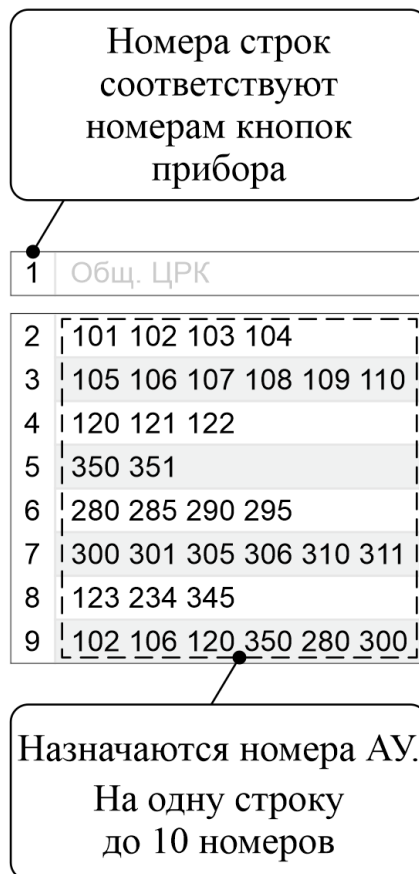 Номера строк
соответствуют
номерам кнопок
прибора
1 Общ. ЦРК
2 101 102 103 104
3 105 106 107 108 109 110
4 120 121 122
5 350 351
6 280 285 290 295
7 300 301 305 306 310 311
8 123 234 345
9 102 106 120 350 280 300
Назначаются номера АУ.
На одну строку
до 10 номеров